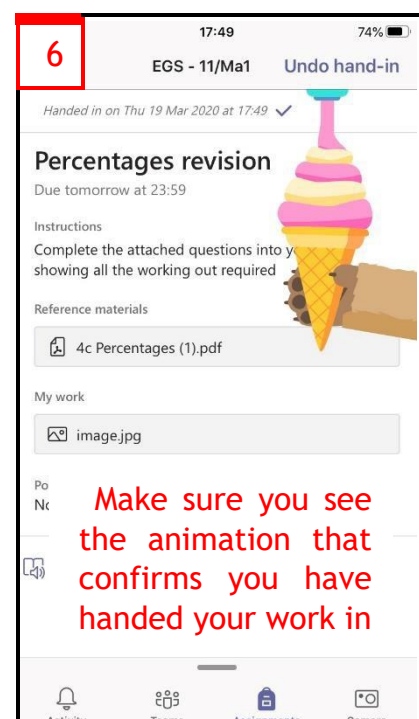 6
17:49
74%
EGS - 11/Ma1
Undo hand-in
Handed in on Thu 19 Mar 2020 at 17:49
Percentages revision
Due tomorrow at 23:59
Instructions
Complete the attached questions into y
showing all the working out required
Reference materials
4c Percentages (1).pdf
My work
image.jpg
Po
Make sure you see
the animation that
confirms you have
handed your work in